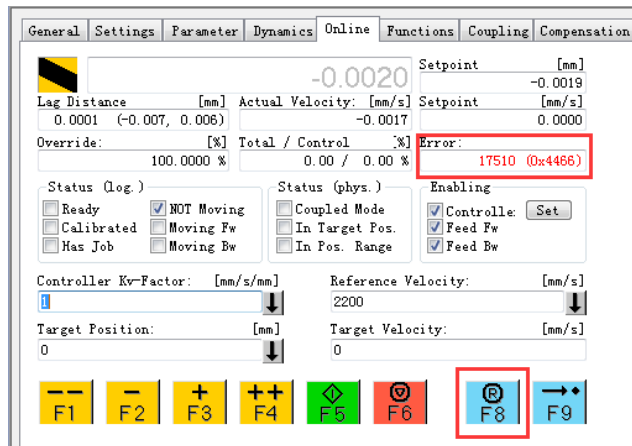 General Settings Parameter Dynamics Online Functions Coupling Compensation
-0.0020
Setpoint [mm]
-0.0019
Lag Distance [mm] Actual Velocity: [mm/s] Setpoint [mm/s]
0.0001 (-0.007, 0.006) -0.0017 0.0000
Override: [%] Total / Control [%] Error:
100.0000 % 0.00 / 0.00 % 17510 (0x4466)
Status (log.) Status (phys.) Enabling
Ready NOT Moving Coupled Mode Controlle: Set
Calibrated Moving Fw In Target Pos. Feed Fw
Has Job Moving Bw In Pos. Range Feed Bw
Controller Kv-Factor: [mm/s/mm] Reference Velocity: [mm/s]
1 2200
Target Position: [mm] Target Velocity: [mm/s]
0 0
-- - + ++ R
F1 F2 F3 F4 F5 F6 F8 F9